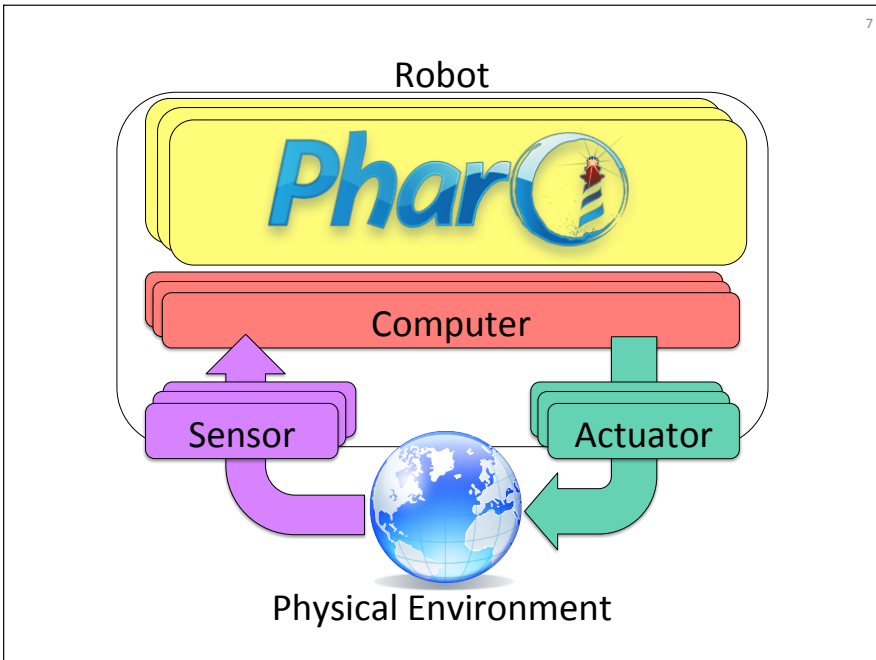 7
Robot
Pharo
Computer
Sensor
Actuator
Physical Environment